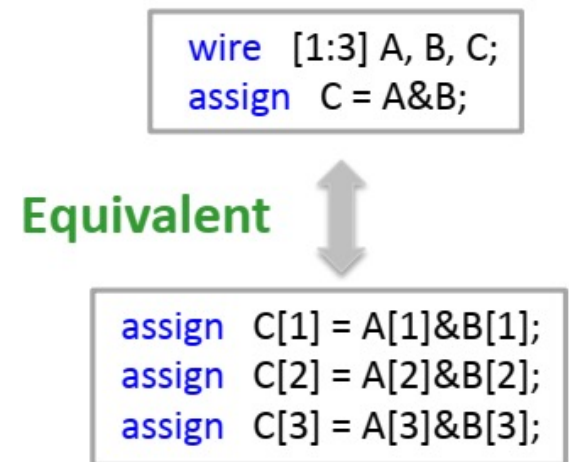 wire [1:3] A, B, C;
assign C = A&B;
Equivalent
assign C[1] = A[1]&B[1];
assign C[2] = A[2]&B[2];
assign C[3] = A[3]&B[3];